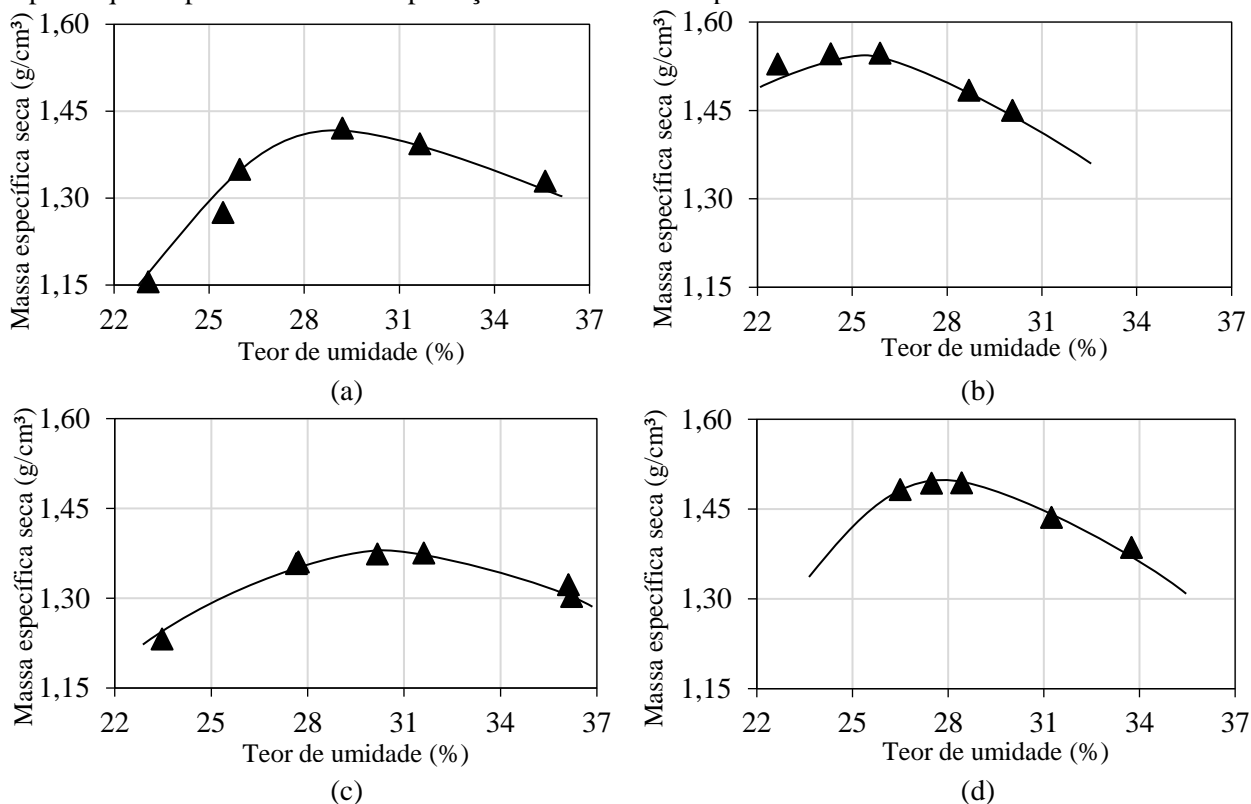 1,60
1,45
1,30
1,15
22 25 28 31 34 37
Massa específica seca (g/cm³)
Teor de umidade (%)
(a)
1,60
1,45
1,30
1,15
22 25 28 31 34 37
Massa específica seca (g/cm³)
Teor de umidade (%)
(b)
1,60
1,45
1,30
1,15
22 25 28 31 34 37
Massa específica seca (g/cm³)
Teor de umidade (%)
(c)
1,60
1,45
1,30
1,15
22 25 28 31 34 37
Massa específica seca (g/cm³)
Teor de umidade (%)
(d)